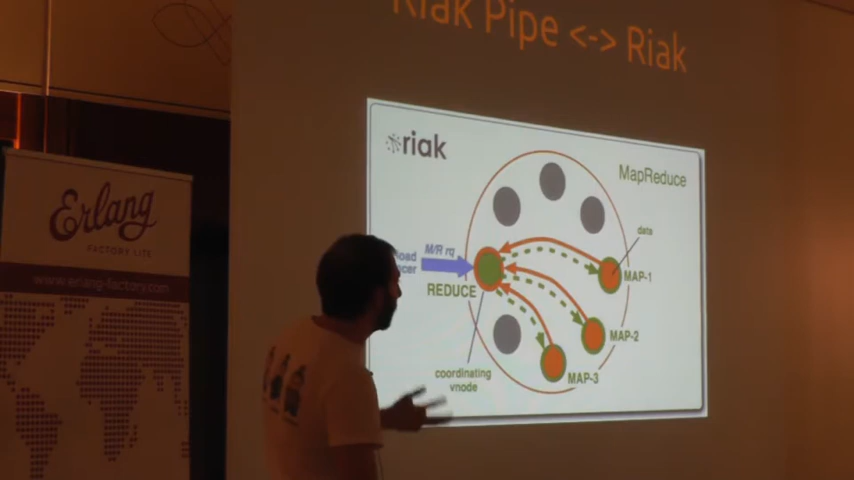 Riak Pipe <-> Riak
riak
MapReduce
data
M/R rq
MAP-1
REDUCE
MAP-2
MAP-3
coordinating
vnode
Erlang
FACTORY LITE
www.erlang-factory.com